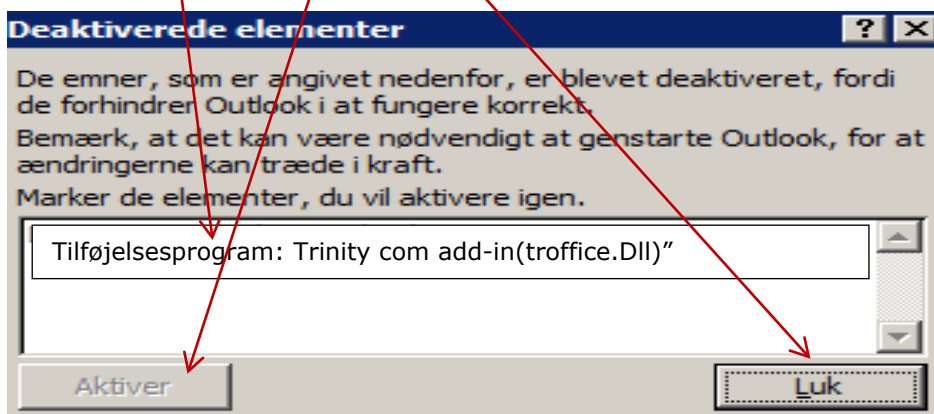 Deaktiverede elementer
De emner, som er angivet nedenfor, er blevet deaktiveret, fordi
de forhindrer Outlook i at fungere korrekt.
Bemærk, at det kan være nødvendigt at genstarte Outlook, for at
ændringerne kan træde i kraft.
Marker de elementer, du vil aktivere igen.
Tilføjelsesprogram: Trinity com add-in(troffice.Dll)”
Aktiver
Luk